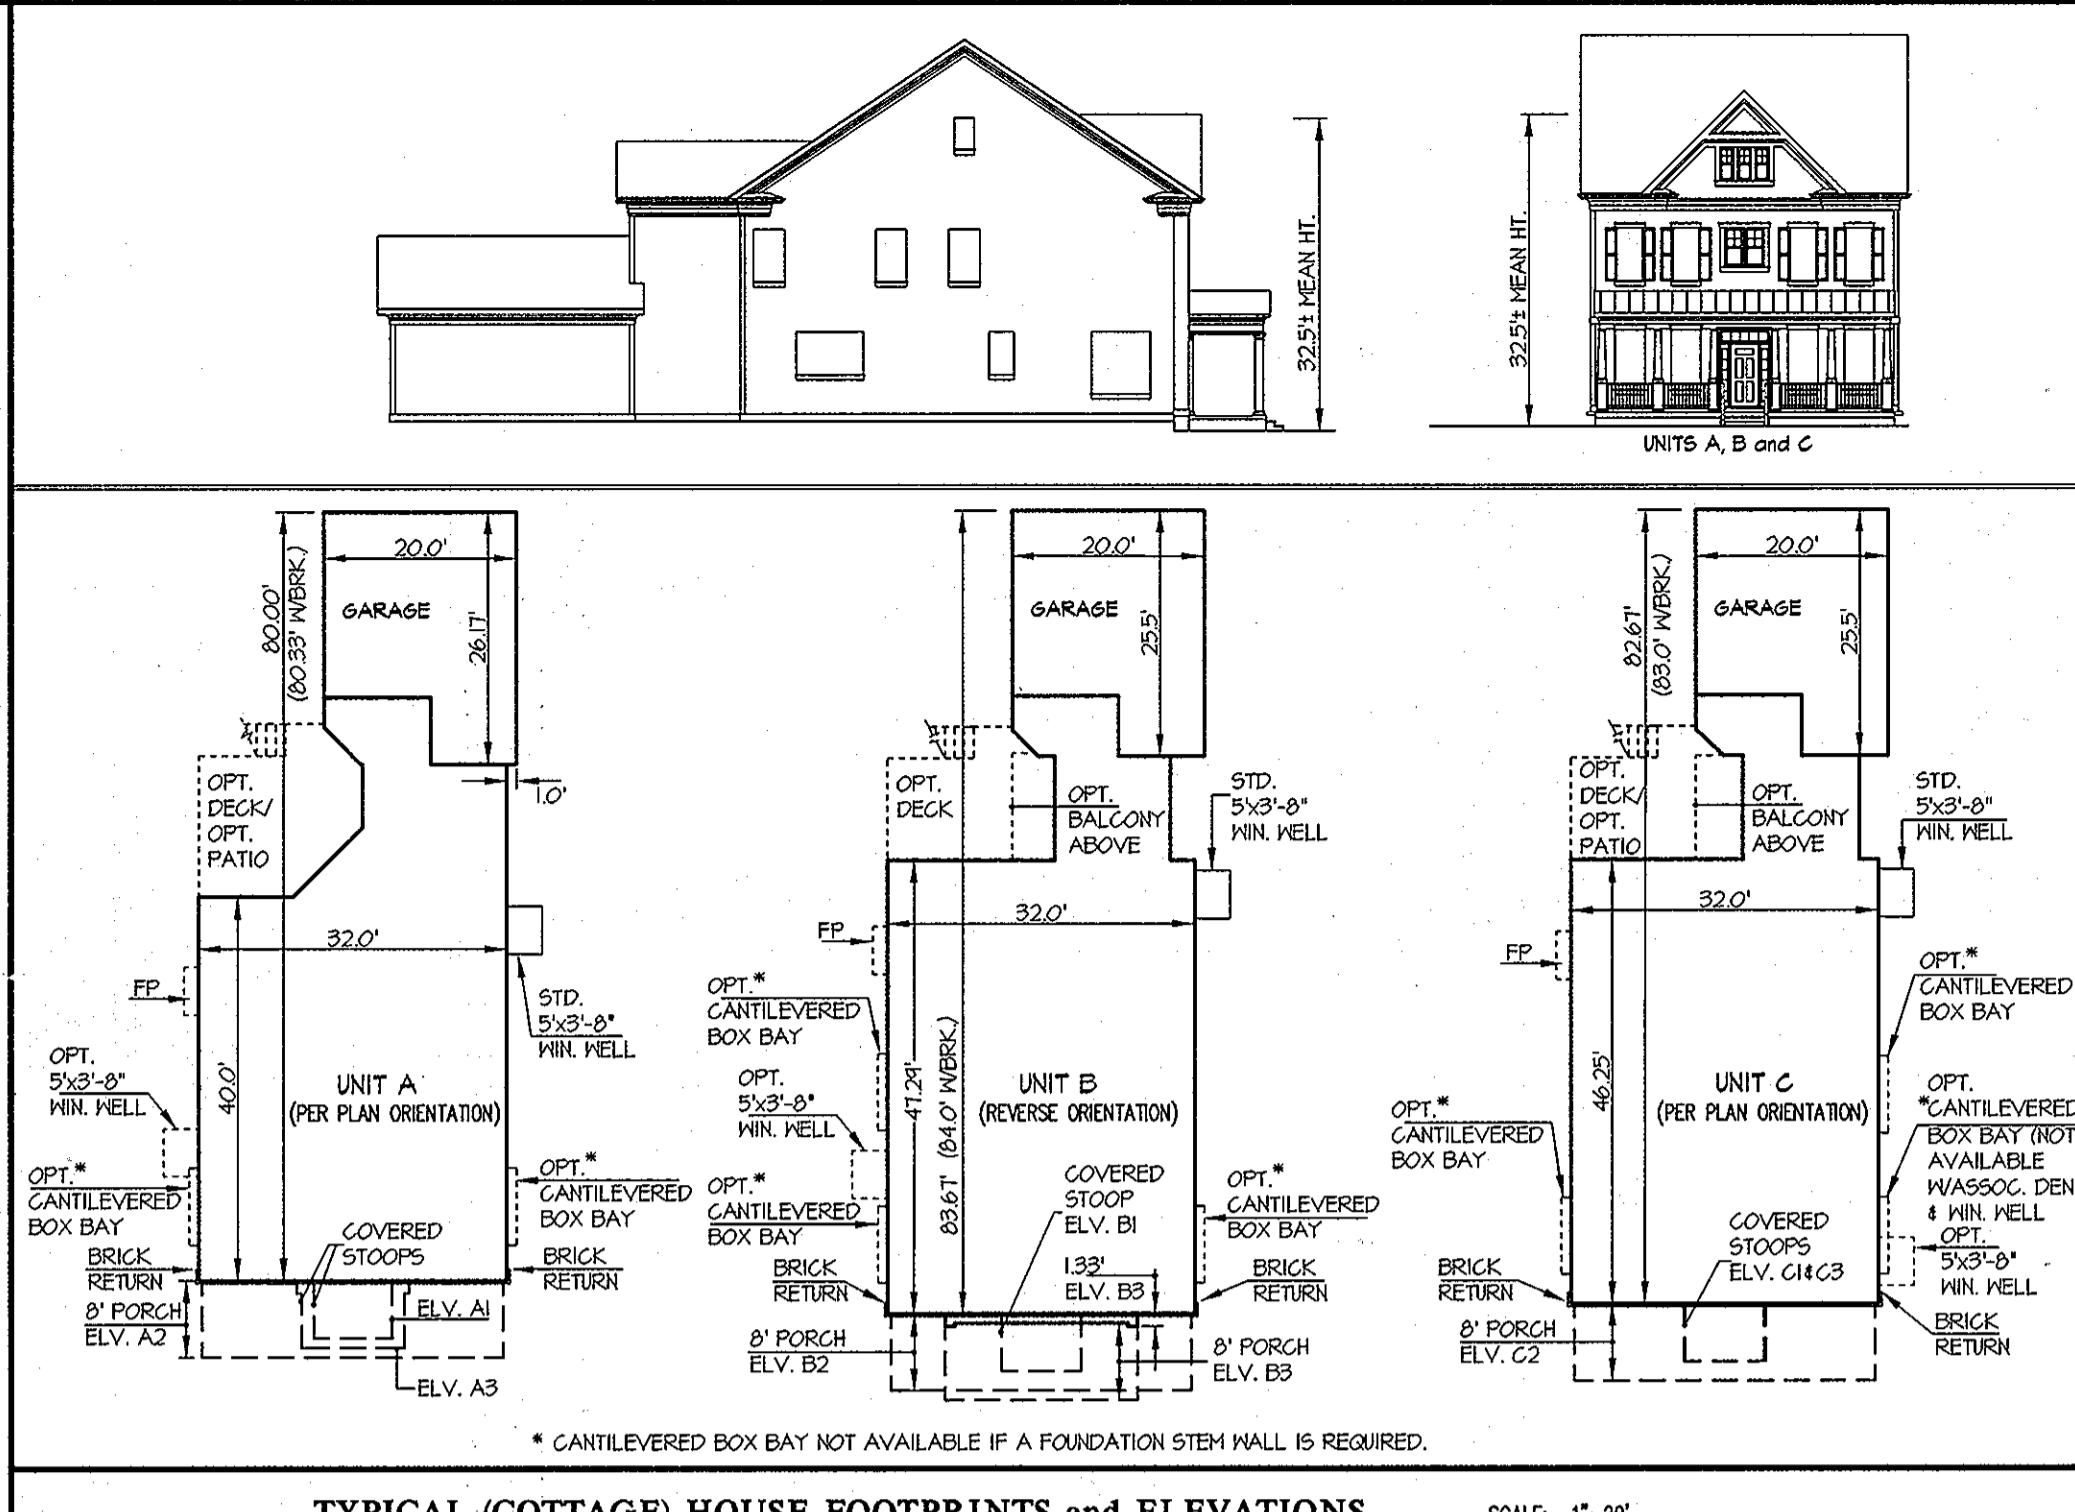 32.5'± MEAN HT.
32.5'± MEAN HT.
UNITS A, B and C
80.00'
(80.33' W/BRK.)
20.0'
GARAGE
26.17'
OPT.
DECK/
OPT.
PATIO
1.0'
32.0'
FP
STD.
5'x3'-8"
WIN. WELL
OPT.
5'x3'-8"
WIN. WELL
40.0'
UNIT A
(PER PLAN ORIENTATION)
OPT.*
CANTILEVERED
BOX BAY
OPT.*
CANTILEVERED
BOX BAY
COVERED
STOOPS
BRICK
RETURN
BRICK
RETURN
8' PORCH
ELV. A2
ELV. A1
ELV. A3
20.0'
GARAGE
25.5'
OPT.
DECK
OPT.
BALCONY
ABOVE
STD.
5'x3'-8"
WIN. WELL
32.0'
FP
OPT.*
CANTILEVERED
BOX BAY
OPT.
5'x3'-8"
WIN. WELL
47.29'
83.67' (84.0' W/BRK.)
UNIT B
(REVERSE ORIENTATION)
OPT.*
CANTILEVERED
BOX BAY
COVERED
STOOP
ELV. B1
OPT.*
CANTILEVERED
BOX BAY
BRICK
RETURN
1.33'
ELV. B3
BRICK
RETURN
8' PORCH
ELV. B2
8' PORCH
ELV. B3
82.67'
(83.0' W/BRK.)
20.0'
GARAGE
25.5'
OPT.
DECK/
OPT.
PATIO
OPT.
BALCONY
ABOVE
STD.
5'x3'-8"
WIN. WELL
32.0'
FP
OPT.*
CANTILEVERED
BOX BAY
46.25'
UNIT C
(PER PLAN ORIENTATION)
OPT.*
CANTILEVERED
BOX BAY
OPT.
*CANTILEVERED
BOX BAY (NOT
AVAILABLE
W/ASSOC. DEN
& WIN. WELL
OPT.
5'x3'-8"
WIN. WELL
COVERED
STOOPS
ELV. C1&C3
BRICK
RETURN
8' PORCH
ELV. C2
BRICK
RETURN
* CANTILEVERED BOX BAY NOT AVAILABLE IF A FOUNDATION STEM WALL IS REQUIRED.
TYPICAL (COTTAGE) HOUSE FOOTPRINTS and ELEVATIONS
SCALE: